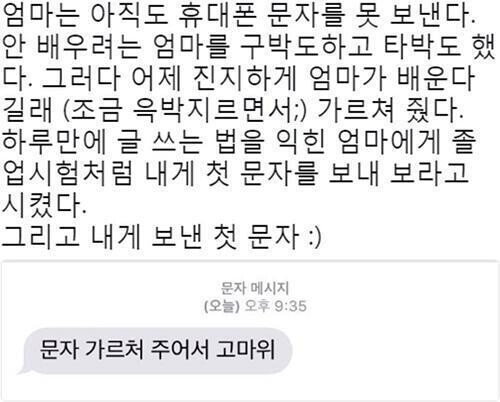 엄마는 아직도 휴대폰 문자를 못 보낸다.
안 배우려는 엄마를 구박도하고 타박도 했
다. 그러다 어제 진지하게 엄마가 배운다
길래 (조금 윽박지르면서;) 가르쳐 줬다.
하루만에 글 쓰는 법을 익힌 엄마에게 졸
업시험처럼 내게 첫 문자를 보내 보라고
시켰다.
그리고 내게 보낸 첫 문자 :)
문자 메시지
(오늘) 오후 9:35
문자 가르처 주어서 고마위